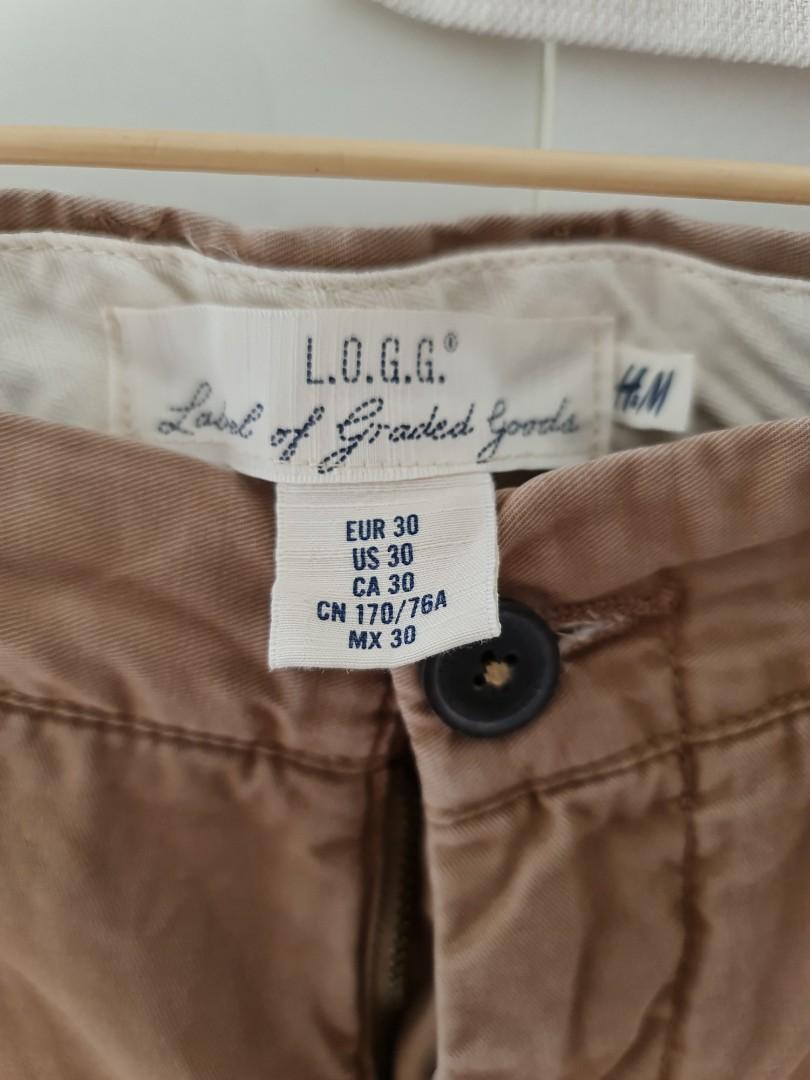 L.O.G.G.®
Label of Graded Goods
H&M
EUR 30
US 30
CA 30
CN 170/76A
MX 30